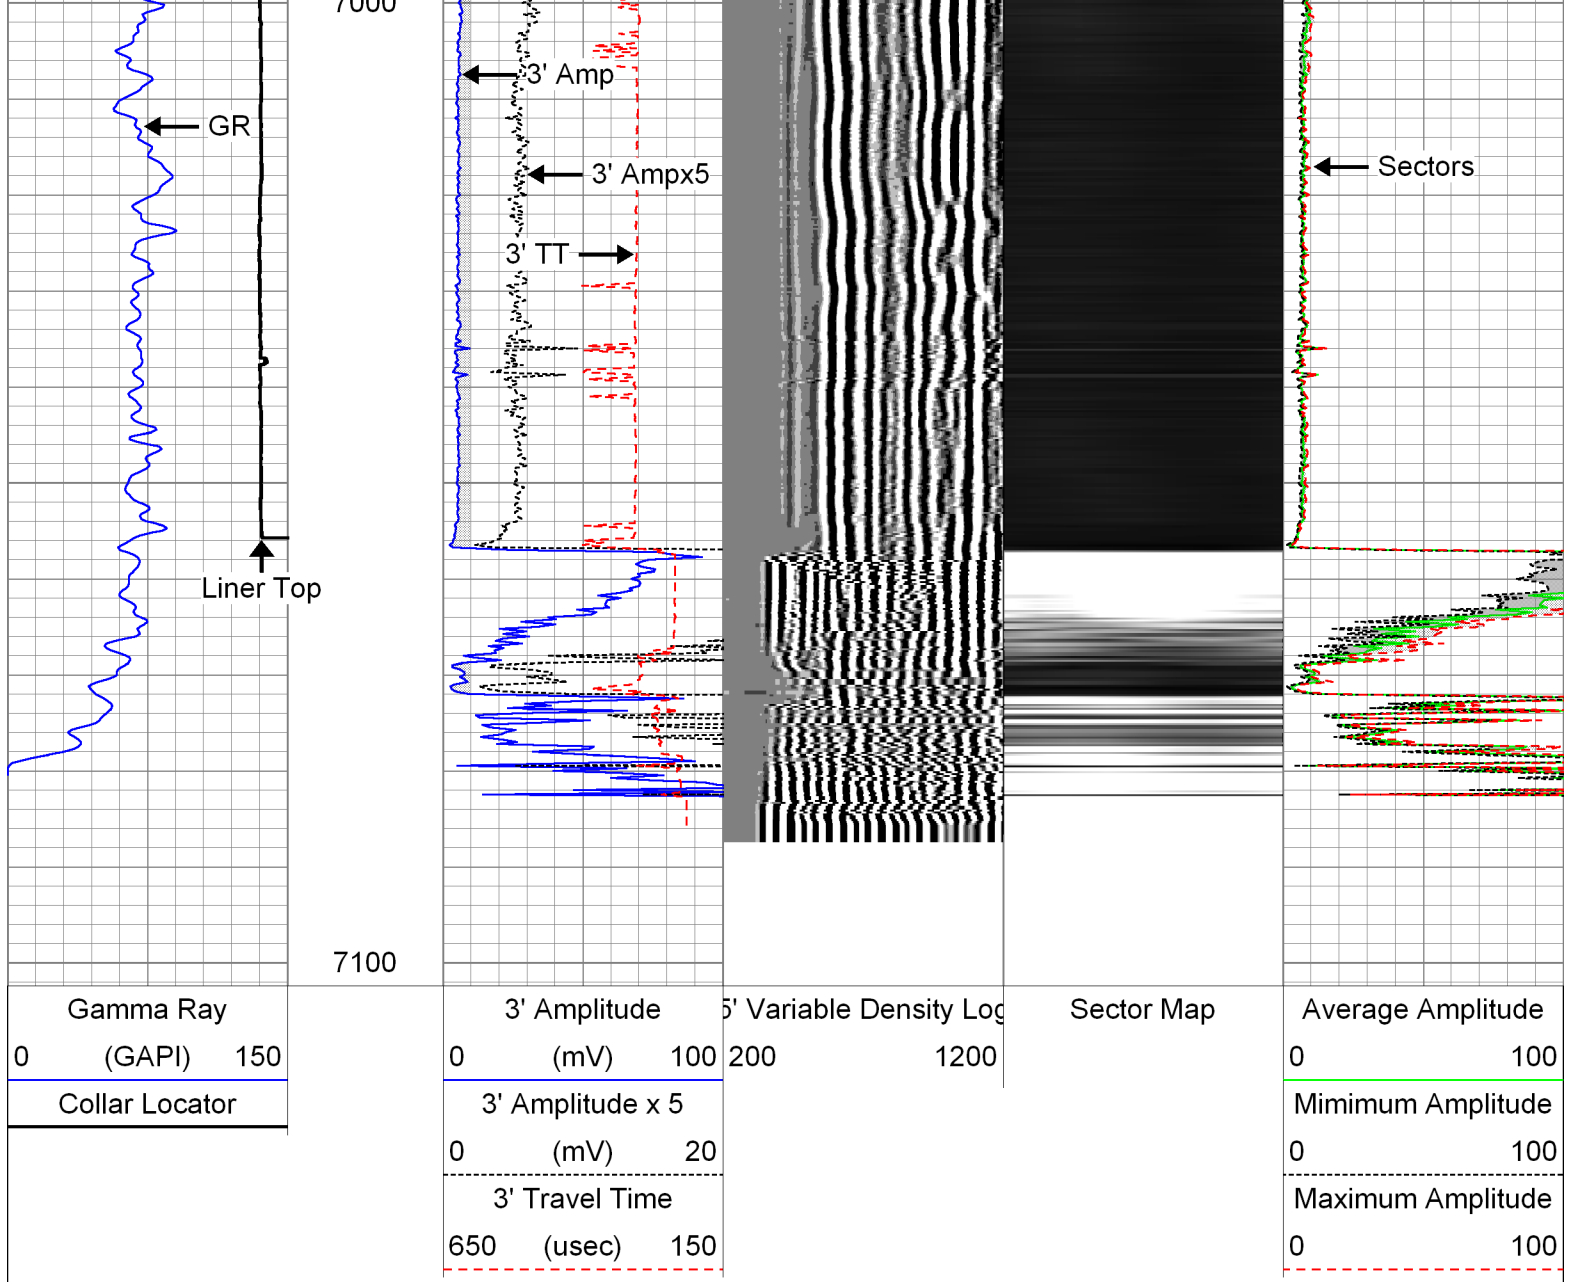 7000
3' Amp
GR
3' Ampx5
Sectors
3' TT
Liner Top
7100
Gamma Ray
0 (GAPI) 150
Collar Locator
3' Amplitude
0 (mV) 100
3' Amplitude x 5
0 (mV) 20
3' Travel Time
650 (usec) 150
5' Variable Density Log
200 1200
Sector Map
Average Amplitude
0 100
Mimimum Amplitude
0 100
Maximum Amplitude
0 100